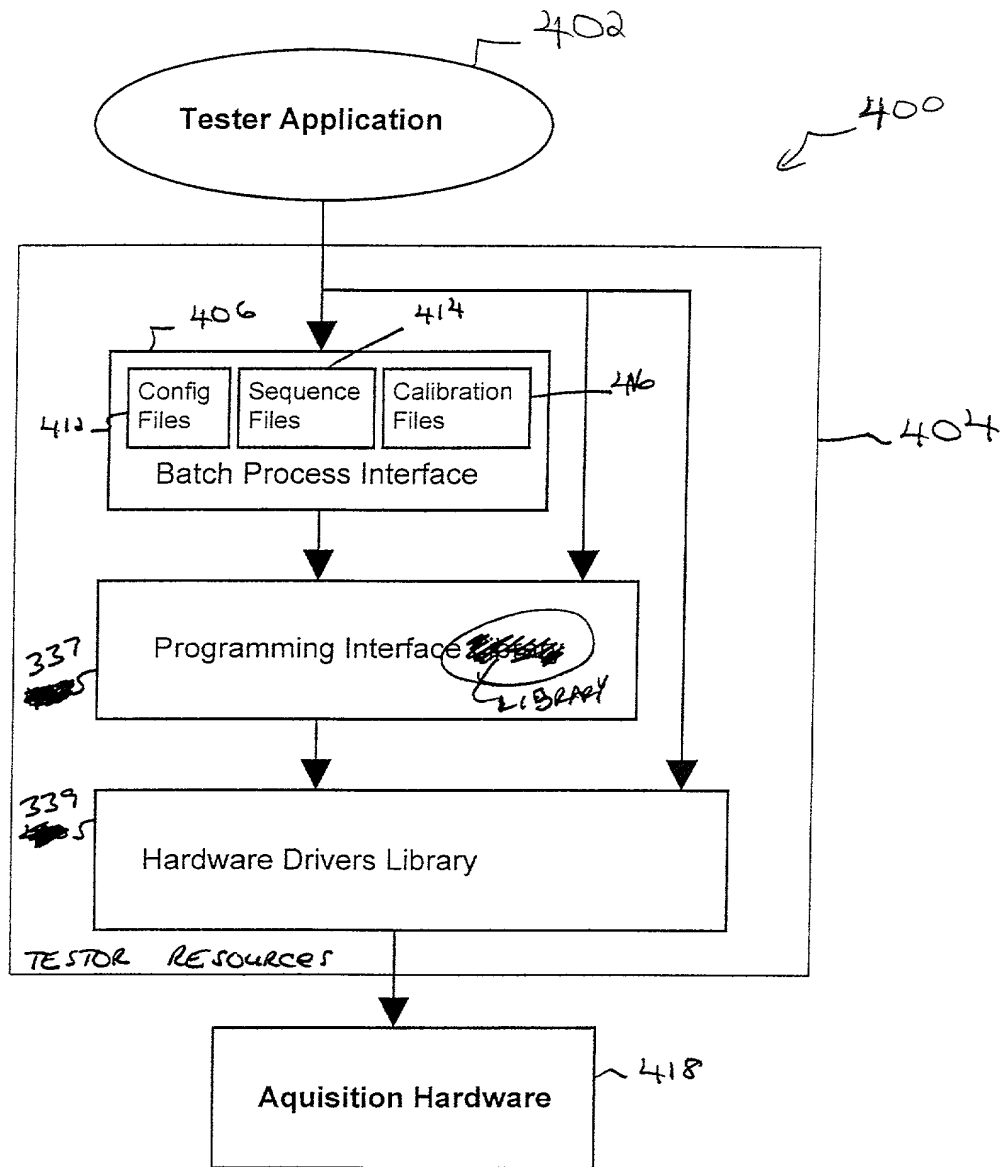 402
Tester Application
400
406
414
Config Files
Sequence Files
Calibration Files
416
412
404
Batch Process Interface
337
Programming Interface
LIBRARY
339
Hardware Drivers Library
TESTOR RESOURCES
Aquisition Hardware
418